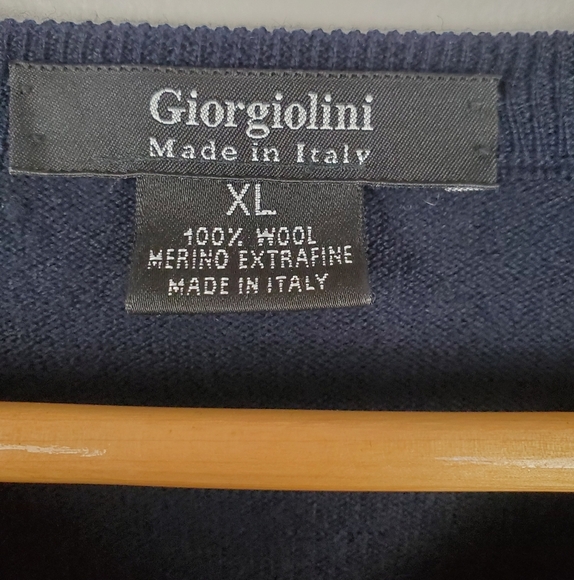 Giorgiolini
Made in Italy
XL
100% WOOL
MERINO EXTRAFINE
MADE IN ITALY